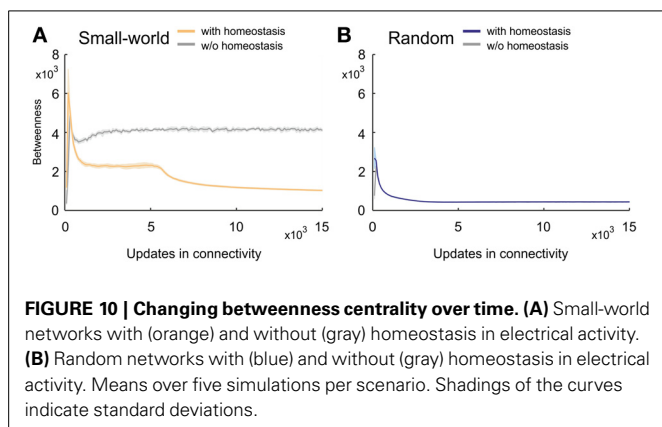 A Small-world
with homeostasis
w/o homeostasis
x10³
Betweenness
8
6
4
2
0
0 5 10 15
x10³
Updates in connectivity
B Random
with homeostasis
w/o homeostasis
x10³
8
6
4
2
0
0 5 10 15
x10³
Updates in connectivity
FIGURE 10 | Changing betweenness centrality over time. (A) Small-world
networks with (orange) and without (gray) homeostasis in electrical activity.
(B) Random networks with (blue) and without (gray) homeostasis in electrical
activity. Means over five simulations per scenario. Shadings of the curves
indicate standard deviations.